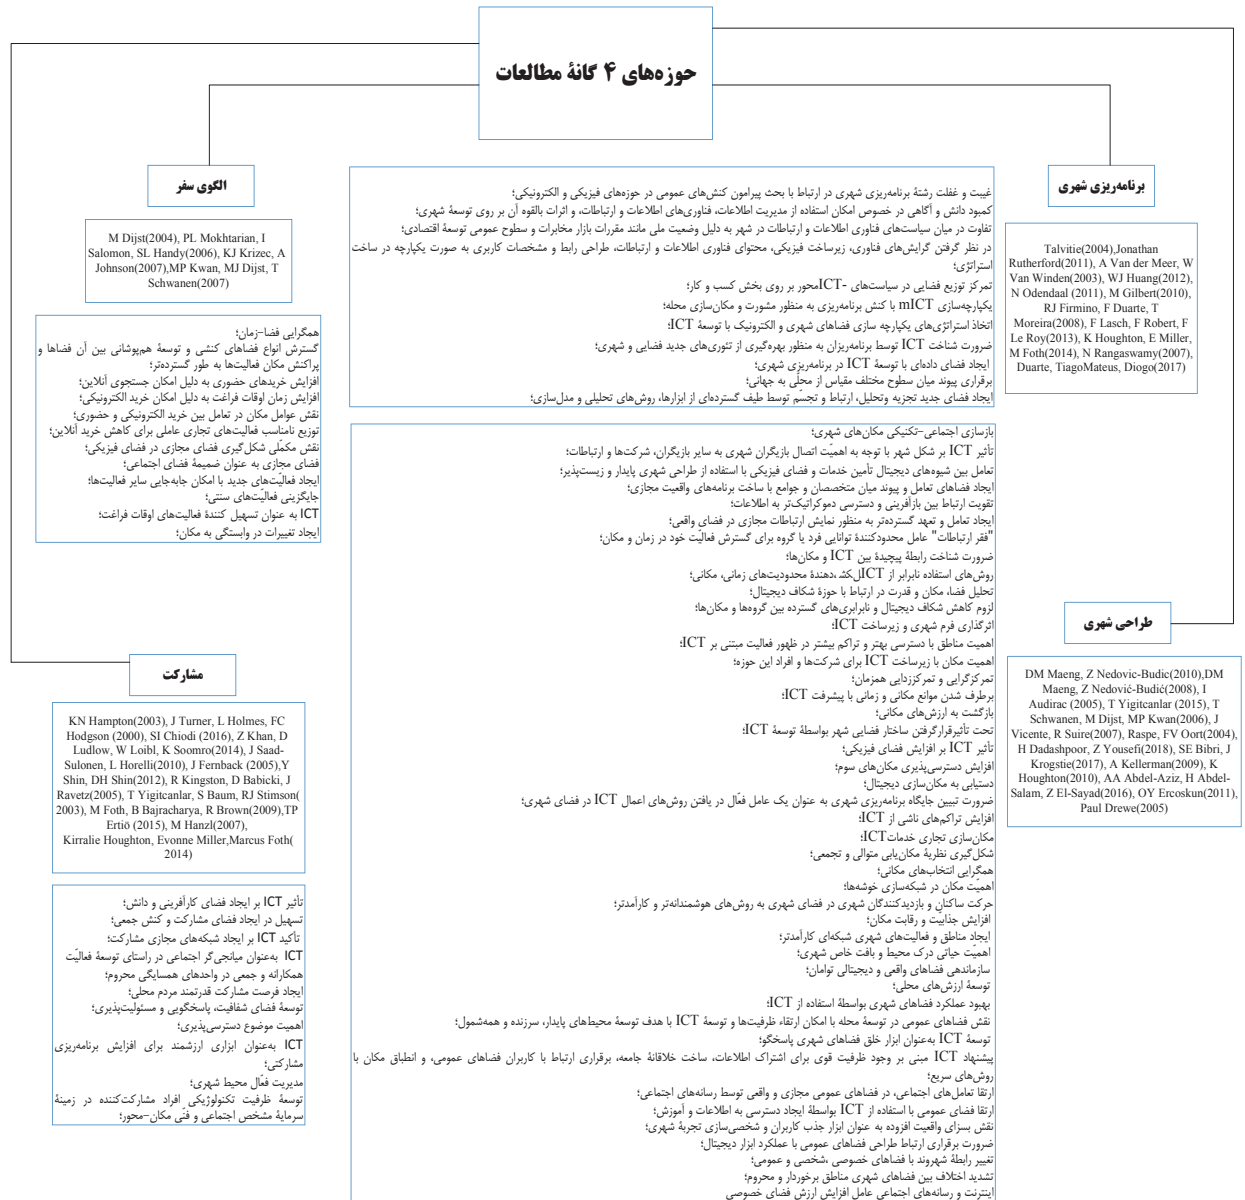 حوزه‌های ۴ گانۀ مطالعات
برنامه‌ریزی شهری
Talvitie(2004),Jonathan
Rutherford(2011), A Van der Meer, W
Van Winden(2003), WJ Huang(2012),
N Odendaal (2011), M Gilbert(2010),
RJ Firmino, F Duarte, T
Moreira(2008), F Lasch, F Robert, F
Le Roy(2013), K Houghton, E Miller,
M Foth(2014), N Rangaswamy(2007),
Duarte, TiagoMateus, Diogo(2017)
غیبت و غفلت رشتۀ برنامه‌ریزی شهری در ارتباط با بحث پیرامون کنش‌های عمومی در حوزه‌های فیزیکی و الکترونیکی؛
کمبود دانش و آگاهی در خصوص امکان استفاده از مدیریت اطلاعات، فناوری‌های اطلاعات و ارتباطات، و اثرات بالقوه آن بر روی توسعۀ شهری؛
تفاوت در میان سیاست‌های فناوری اطلاعات و ارتباطات در شهر به دلیل وضعیت ملی مانند مقررات بازار مخابرات و سطوح عمومی توسعۀ اقتصادی؛
در نظر گرفتن گرایش‌های فناوری، زیرساخت فیزیکی، محتوای فناوری اطلاعات و ارتباطات، طراحی رابط و مشخصات کاربری به صورت یکپارچه در ساخت
استراتژی؛
تمرکز توزیع فضایی در سیاست‌های -ICTمحور بر روی بخش کسب و کار؛
یکپارچه‌سازی mICT با کنش برنامه‌ریزی به منظور مشورت و مکان‌سازی محله؛
اتخاذ استراتژی‌های یکپارچه سازی فضاهای شهری و الکترونیک با توسعۀ ICT؛
ضرورت شناخت ICT توسط برنامه‌ریزان به منظور بهره‌گیری از تئوری‌های جدید فضایی و شهری؛
ایجاد فضای داده‌ای با توسعۀ ICT در برنامه‌ریزی شهری؛
برقراری پیوند میان سطوح مختلف مقیاس از محلّی به جهانی؛
ایجاد فضای جدید تجزیه وتحلیل، ارتباط و تجسّم توسط طیف گسترده‌ای از ابزارها، روش‌های تحلیلی و مدل‌سازی؛
الگوی سفر
M Dijst(2004), PL Mokhtarian, I
Salomon, SL Handy(2006), KJ Krizec, A
Johnson(2007),MP Kwan, MJ Dijst, T
Schwanen(2007)
همگرایی فضا-زمان؛
گسترش انواع فضاهای کنشی و توسعۀ هم‌پوشانی بین آن فضاها و
پراکنش مکان فعالیت‌ها به طور گسترده‌تر؛
افزایش خریدهای حضوری به دلیل امکان جستجوی آنلاین؛
افزایش زمان اوقات فراغت به دلیل امکان خرید الکترونیکی؛
نقش عوامل مکان در تعامل بین خرید الکترونیکی و حضوری؛
توزیع نامناسب فعالیت‌های تجاری عاملی برای کاهش خرید آنلاین؛
نقش مکمّلی شکل‌گیری فضای مجازی در فضای فیزیکی؛
فضای مجازی به عنوان ضمیمۀ فضای اجتماعی؛
ایجاد فعالیّت‌های جدید با امکان جابه‌جایی سایر فعالیت‌ها؛
جایگزینی فعالیّت‌های سنتی؛
ICT به عنوان تسهیل کنندۀ فعالیت‌های اوقات فراغت؛
ایجاد تغییرات در وابستگی به مکان؛
طراحی شهری
DM Maeng, Z Nedovic-Budic(2010),DM
Maeng, Z Nedović-Budić(2008), I
Audirac (2005), T Yigitcanlar (2015), T
Schwanen, M Dijst, MP Kwan(2006), J
Vicente, R Suire(2007), Raspe, FV Oort(2004),
H Dadashpoor, Z Yousefi(2018), SE Bibri, J
Krogstie(2017), A Kellerman(2009), K
Houghton(2010), AA Abdel-Aziz, H Abdel-
Salam, Z El-Sayad(2016), OY Ercoskun(2011),
Paul Drewe(2005)
بازسازی اجتماعی-تکنیکی مکان‌های شهری؛
تأثیر ICT بر شکل شهر با توجه به اهمیّت اتصال بازیگران شهری به سایر بازیگران، شرکت‌ها و ارتباطات؛
تعامل بین شیوه‌های دیجیتال تأمین خدمات و فضای فیزیکی با استفاده از طراحی شهری پایدار و زیست‌پذیر؛
ایجاد فضاهای تعامل و پیوند میان متخصصان و جوامع با ساخت برنامه‌های واقعیت مجازی؛
تقویت ارتباط بین بازآفرینی و دسترسی دموکراتیک‌تر به اطلاعات؛
ایجاد تعامل و تعهد گسترده‌تر به منظور نمایش ارتباطات مجازی در فضای واقعی؛
"فقر ارتباطات" عامل محدودکنندۀ توانایی فرد یا گروه برای گسترش فعالیّت خود در زمان و مکان؛
ضرورت شناخت رابطۀ پیچیدۀ بین ICT و مکان‌ها؛
روش‌های استفاده نابرابر از ICT دهندۀ محدودیت‌های زمانی، مکانی؛
تحلیل فضا، مکان و قدرت در ارتباط با حوزۀ شکاف دیجیتال؛
لزوم کاهش شکاف دیجیتال و نابرابری‌های گسترده بین گروه‌ها و مکان‌ها؛
اثرگذاری فرم شهری و زیرساخت ICT؛
اهمیت مناطق با دسترسی بهتر و تراکم بیشتر در ظهور فعالیت مبتنی بر ICT؛
اهمیت مکان با زیرساخت ICT برای شرکت‌ها و افراد این حوزه؛
تمرکزگرایی و تمرکززدایی همزمان؛
برطرف شدن موانع مکانی و زمانی با پیشرفت ICT؛
بازگشت به ارزش‌های مکانی؛
تحت تأثیرقرارگرفتن ساختار فضایی شهر بواسطۀ توسعۀ ICT؛
تأثیر ICT بر افزایش فضای فیزیکی؛
افزایش دسترسی‌پذیری مکان‌های سوم؛
دستیابی به مکان‌سازی دیجیتال؛
ضرورت تبیین جایگاه برنامه‌ریزی شهری به عنوان یک عامل فعّال در یافتن روش‌های اعمال ICT در فضای شهری؛
افزایش تراکم‌های ناشی از ICT؛
مکان‌سازی تجاری خدماتICT؛
شکل‌گیری نظریۀ مکان‌یابی متوالی و تجمعی؛
همگرایی انتخاب‌های مکانی؛
اهمیّت مکان در شبکه‌سازی خوشه‌ها؛
حرکت ساکنان و بازدیدکنندگان شهری در فضای شهری به روش‌های هوشمندانه‌تر و کارآمدتر؛
افزایش جذابیّت و رقابت مکان؛
ایجاد مناطق و فعالیت‌های شهری شبکه‌ای کارآمدتر؛
اهمیّت حیاتی درک محیط و بافت خاص شهری؛
سازماندهی فضاهای واقعی و دیجیتالی توامان؛
توسعۀ ارزش‌های محلی؛
بهبود عملکرد فضاهای شهری بواسطۀ استفاده از ICT؛
نقش فضاهای عمومی در توسعۀ محله با امکان ارتقاء ظرفیت‌ها و توسعۀ ICT با هدف توسعۀ محیط‌های پایدار، سرزنده و همه‌شمول؛
توسعۀ ICT به‌عنوان ابزار خلق فضاهای شهری پاسخگو؛
پیشنهاد ICT مبنی بر وجود ظرفیت قوی برای اشتراک اطلاعات، ساخت خلاقانۀ جامعه، برقراری ارتباط با کاربران فضاهای عمومی، و انطباق مکان با
روش‌های سریع؛
ارتقا تعامل‌های اجتماعی، در فضاهای عمومی مجازی و واقعی توسط رسانه‌های اجتماعی؛
ارتقا فضای عمومی با استفاده از ICT بواسطۀ ایجاد دسترسی به اطلاعات و آموزش؛
نقش بسزای واقعیت افزوده به عنوان ابزار جذب کاربران و شخصی‌سازی تجربۀ شهری؛
ضرورت برقراری ارتباط طراحی فضاهای عمومی با عملکرد ابزار دیجیتال؛
تغییر رابطۀ شهروند با فضاهای خصوصی ،شخصی و عمومی؛
تشدید اختلاف بین فضاهای شهری مناطق برخوردار و محروم؛
اینترنت و رسانه‌های اجتماعی عامل افزایش ارزش فضای خصوصی
مشارکت
KN Hampton(2003), J Turner, L Holmes, FC
Hodgson (2000), SI Chiodi (2016), Z Khan, D
Ludlow, W Loibl, K Soomro(2014), J Saad-
Sulonen, L Horelli(2010), J Fernback (2005),Y
Shin, DH Shin(2012), R Kingston, D Babicki, J
Ravetz(2005), T Yigitcanlar, S Baum, RJ Stimson(
2003), M Foth, B Bajracharya, R Brown(2009),TP
Ertiö (2015), M Hanzl(2007),
Kirralie Houghton, Evonne Miller,Marcus Foth(
2014)
تأثیر ICT بر ایجاد فضای کارآفرینی و دانش؛
تسهیل در ایجاد فضای مشارکت و کنش جمعی؛
تأکید ICT بر ایجاد شبکه‌های مجازی مشارکت؛
ICT به‌عنوان میانجی‌گر اجتماعی در راستای توسعۀ فعالیّت
همکارانه و جمعی در واحدهای همسایگی محروم؛
ایجاد فرصت مشارکت قدرتمند مردم محلی؛
توسعۀ فضای شفافیت، پاسخگویی و مسئولیت‌پذیری؛
اهمیت موضوع دسترسی‌پذیری؛
ICT به‌عنوان ابزاری ارزشمند برای افزایش برنامه‌ریزی
مشارکتی؛
مدیریت فعّال محیط شهری؛
توسعۀ ظرفیت تکنولوژیکی افراد مشارکت‌کننده در زمینۀ
سرمایۀ مشخص اجتماعی و فنّی مکان-محور؛